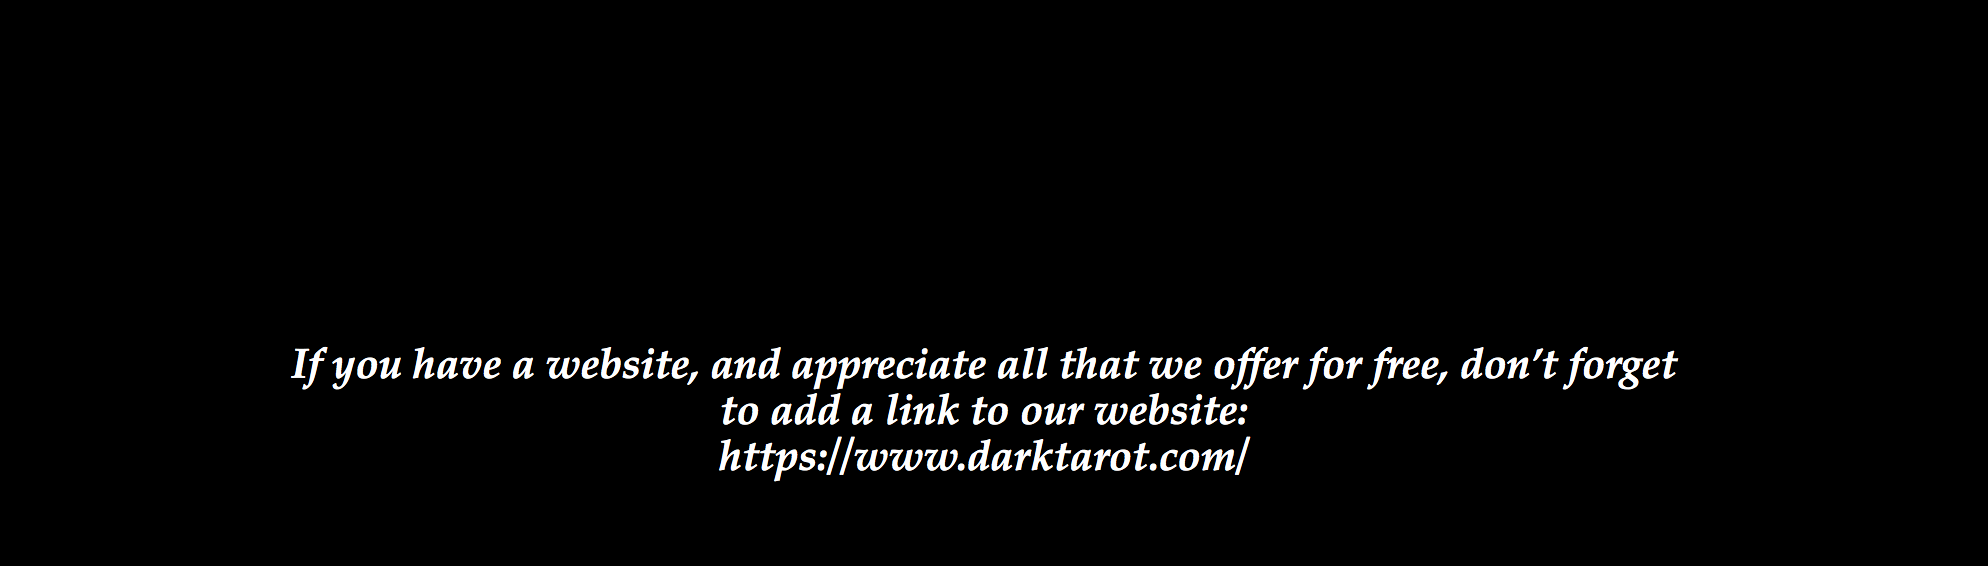 If you have a website, and appreciate all that we offer for free, don’t forget
to add a link to our website:
https://www.darktarot.com/